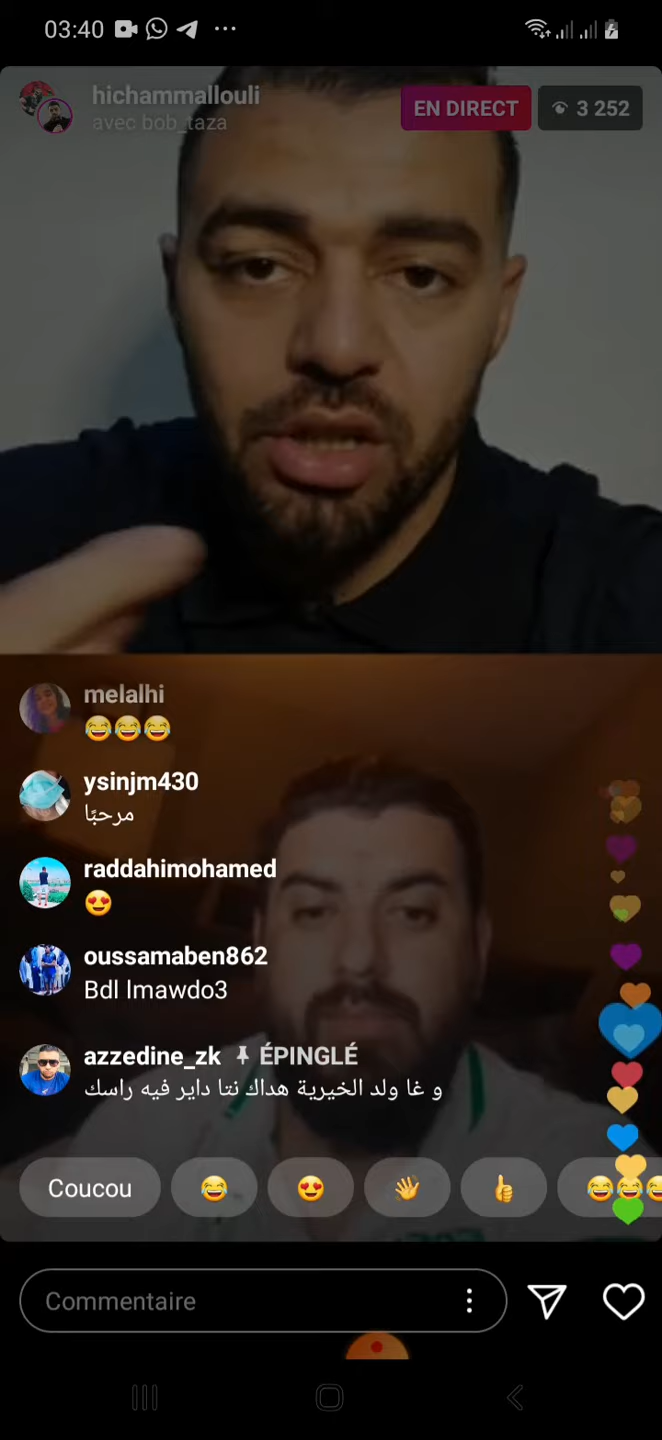 03:40
hichammallouli
avec bob_taza
EN DIRECT
3 252
melalhi
😂😂😂
ysinjm430
مرحبًا
raddahimohamed
😍
oussamaben862
Bdl lmawdo3
azzedine_zk ÉPINGLÉ
و غا ولد الخيرية هداك نتا داير فيه راسك
Coucou 😂 😍 👋 👍 😂😂😂
Commentaire